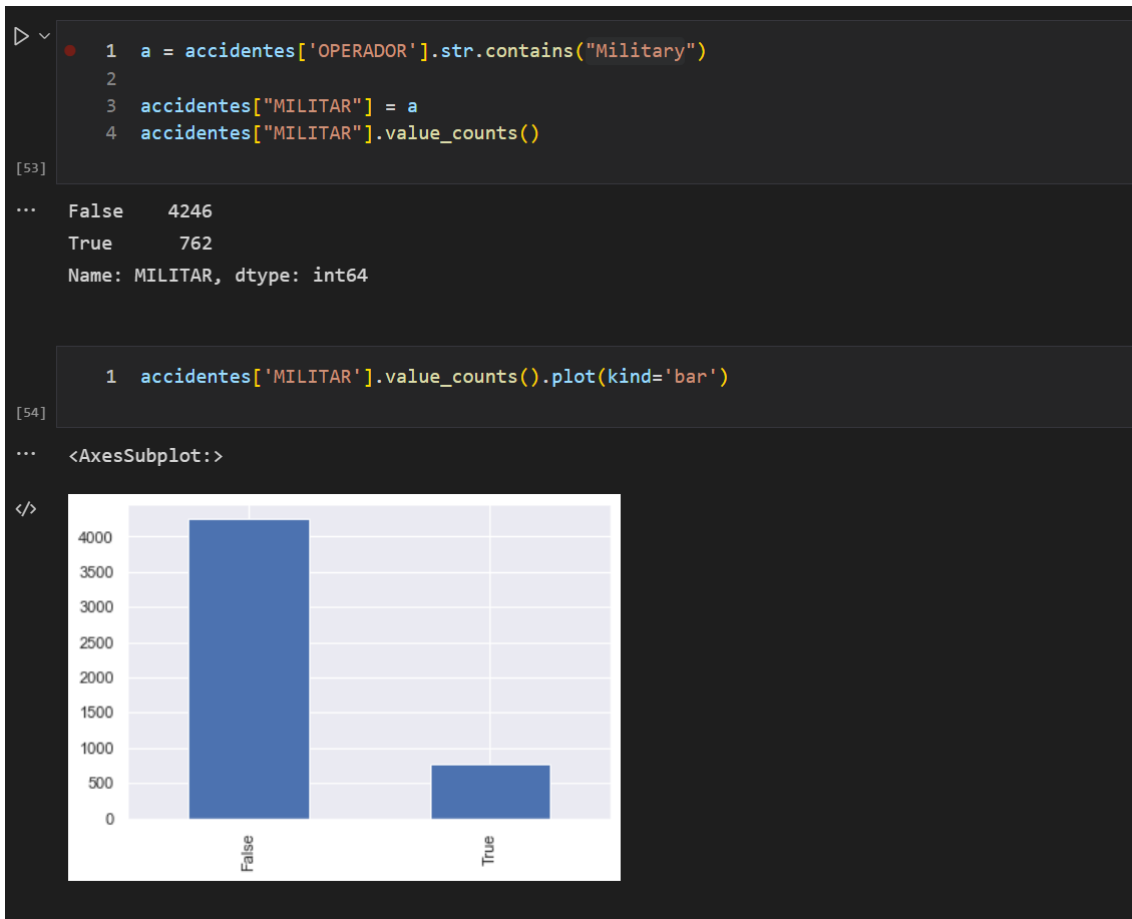 1 a = accidentes['OPERADOR'].str.contains("Military")
2
3 accidentes["MILITAR"] = a
4 accidentes["MILITAR"].value_counts()
[53]
... False    4246
True      762
Name: MILITAR, dtype: int64
1 accidentes['MILITAR'].value_counts().plot(kind='bar')
[54]
... <AxesSubplot:>
</>
4000
3500
3000
2500
2000
1500
1000
500
0
False True